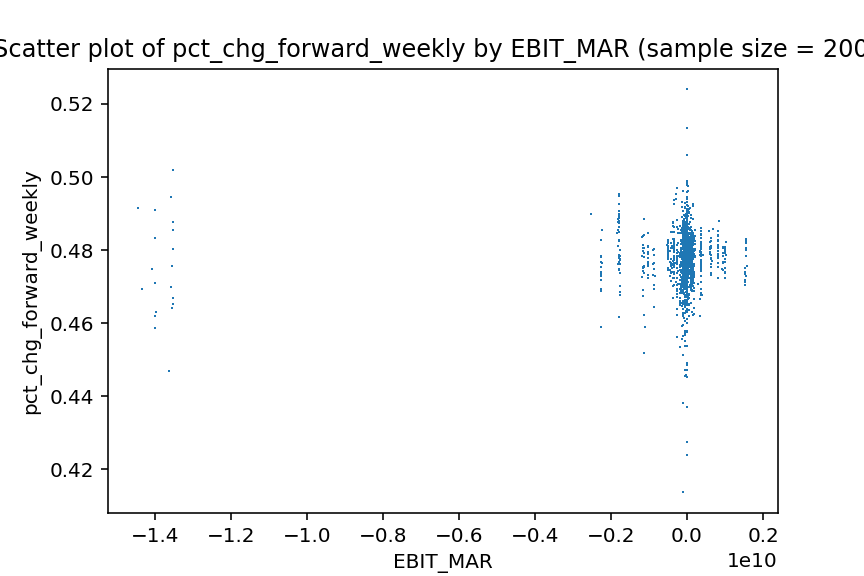 Scatter plot of pct_chg_forward_weekly by EBIT_MAR (sample size = 200
0.52
0.50
0.48
0.46
0.44
0.42
pct_chg_forward_weekly
−1.4 −1.2 −1.0 −0.8 −0.6 −0.4 −0.2 0.0 0.2
1e10
EBIT_MAR